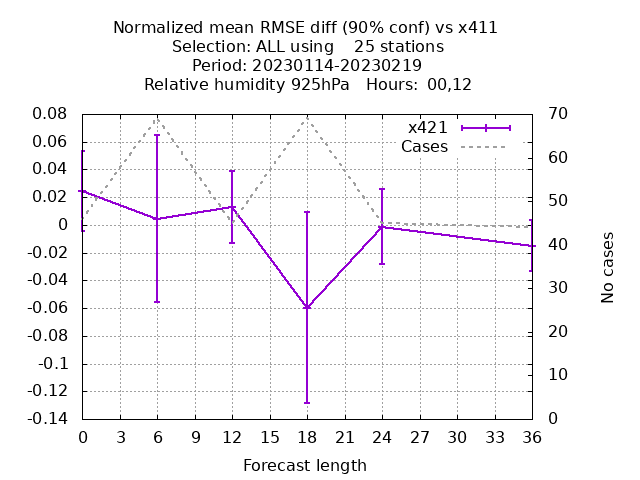 Normalized mean RMSE diff (90% conf) vs x411
Selection: ALL using    25 stations
Period: 20230114-20230219
Relative humidity 925hPa   Hours: 00,12
x421
Cases
0.08
0.06
0.04
0.02
0
-0.02
-0.04
-0.06
-0.08
-0.1
-0.12
-0.14
70
60
50
40
30
20
10
0
No cases
0 3 6 9 12 15 18 21 24 27 30 33 36
Forecast length